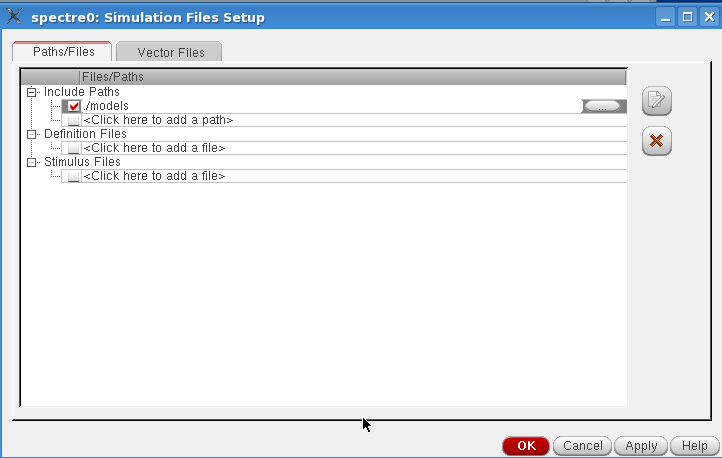 spectre0: Simulation Files Setup
Paths/Files
Vector Files
Files/Paths
Include Paths
./models
...
<Click here to add a path>
Definition Files
<Click here to add a file>
Stimulus Files
<Click here to add a file>
OK
Cancel
Apply
Help